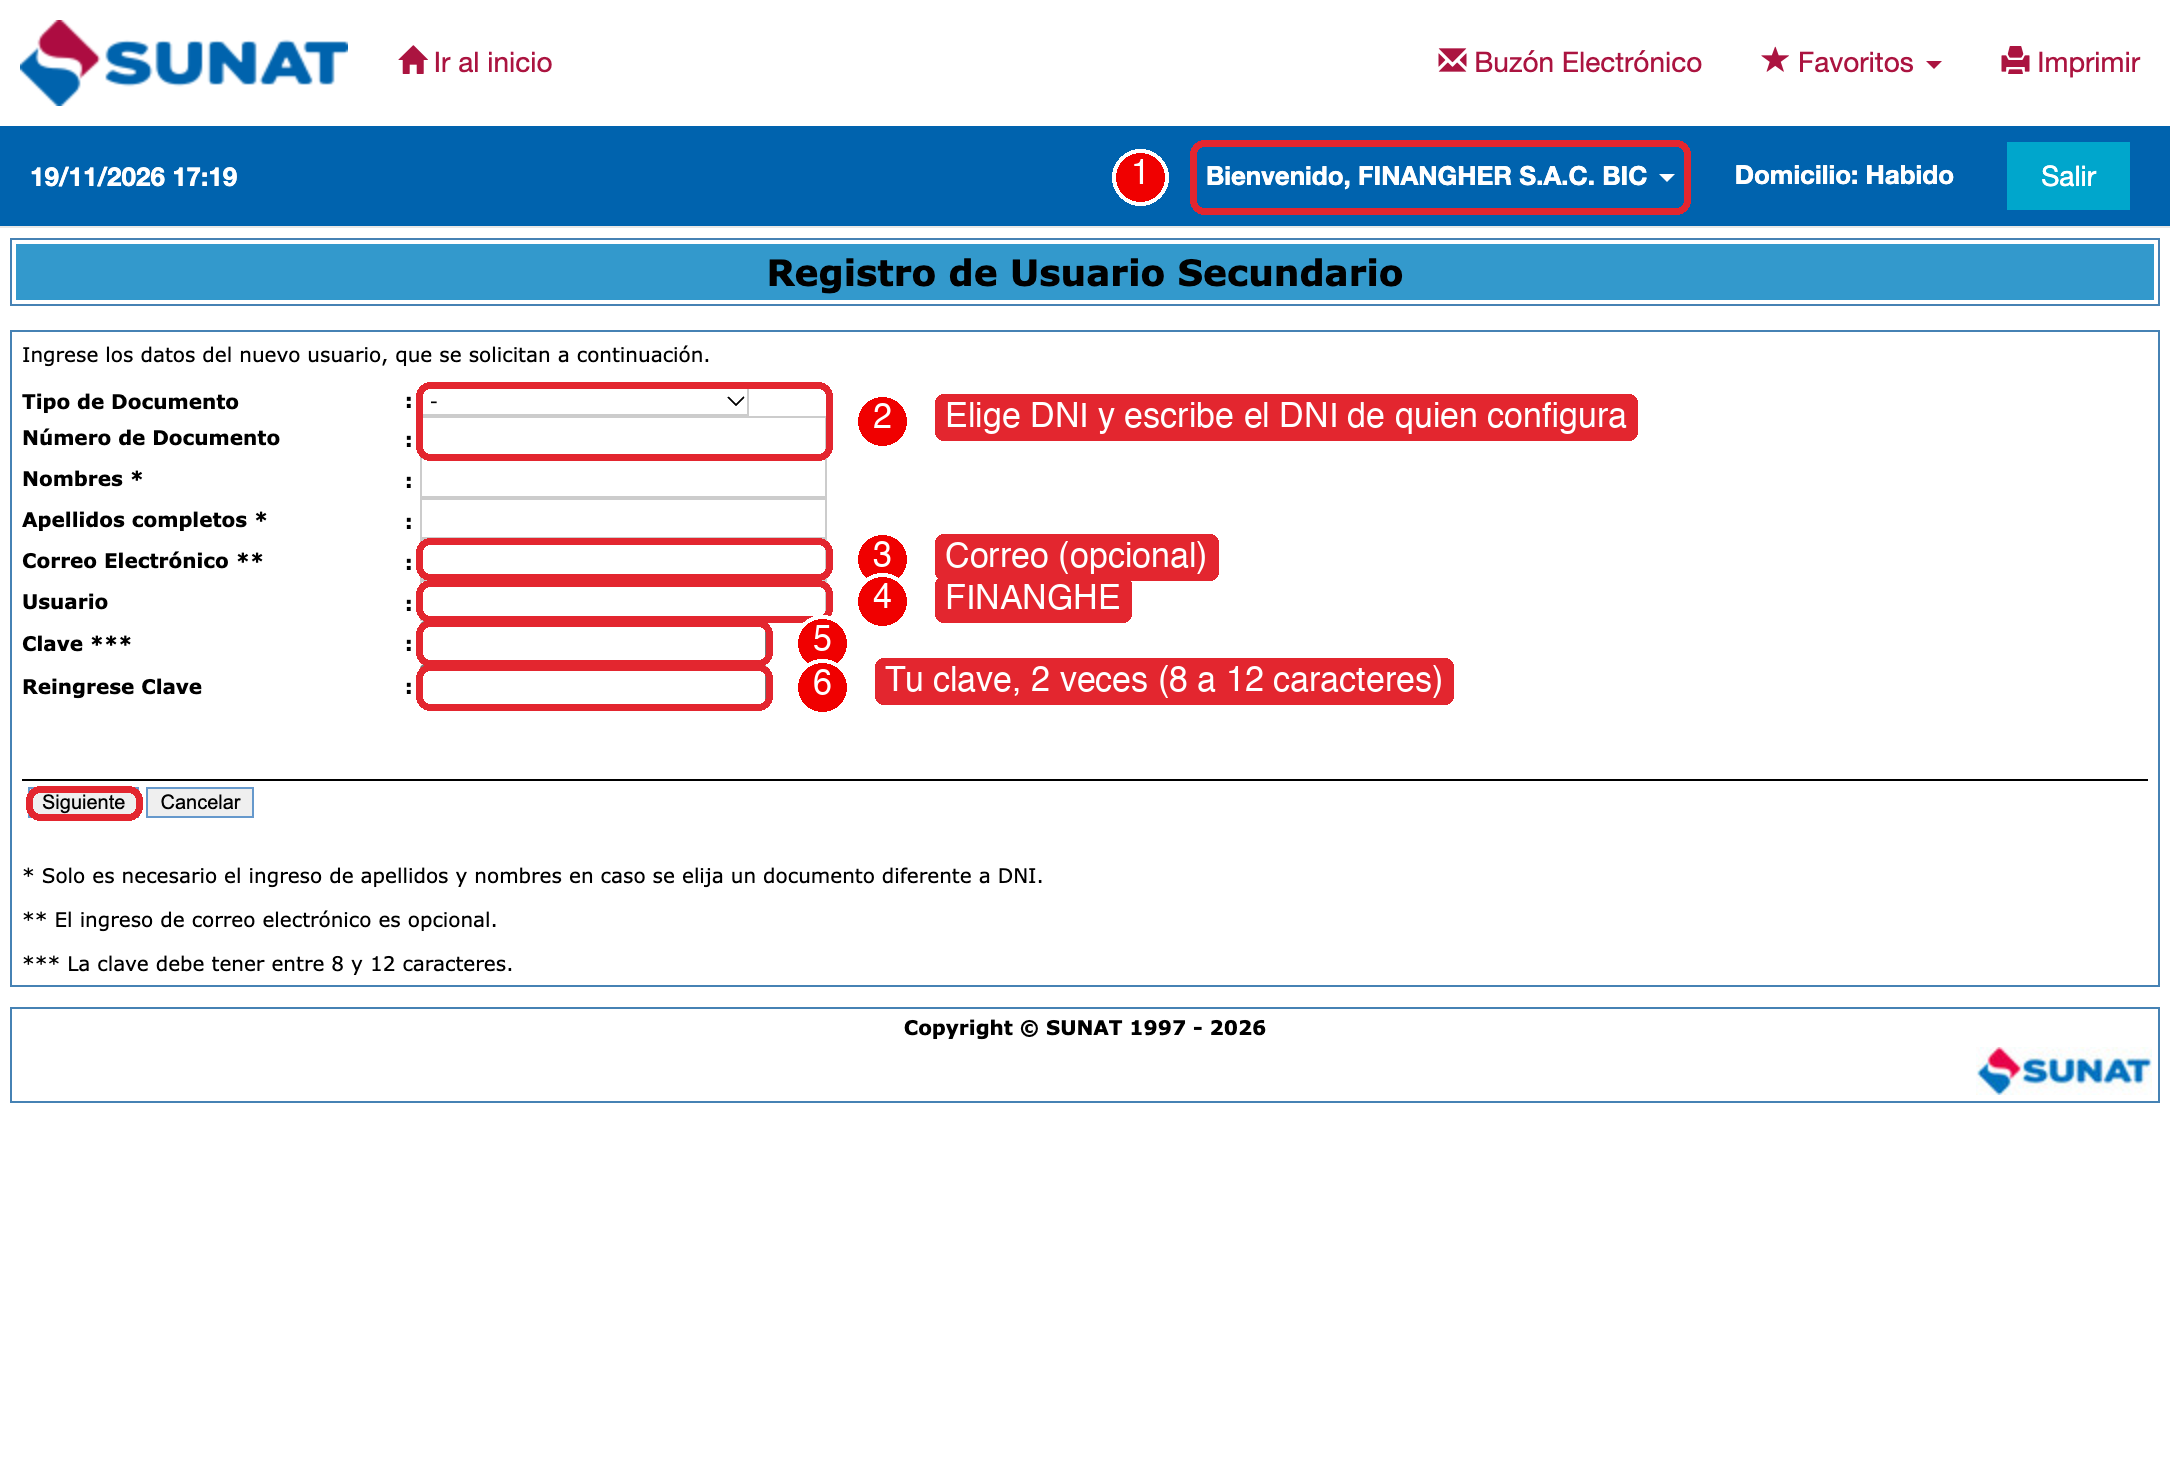 SUNAT
Ir al inicio
Buzón Electrónico
Favoritos
Imprimir
19/11/2026 17:19
1
Bienvenido, FINANGHER S.A.C. BIC
Domicilio: Habido
Salir
Registro de Usuario Secundario
Ingrese los datos del nuevo usuario, que se solicitan a continuación.
Tipo de Documento : -
Número de Documento :
2 Elige DNI y escribe el DNI de quien configura
Nombres * :
Apellidos completos * :
Correo Electrónico ** : 3 Correo (opcional)
Usuario : 4 FINANGHE
Clave *** : 5
Reingrese Clave : 6 Tu clave, 2 veces (8 a 12 caracteres)
Siguiente Cancelar
* Solo es necesario el ingreso de apellidos y nombres en caso se elija un documento diferente a DNI.
** El ingreso de correo electrónico es opcional.
*** La clave debe tener entre 8 y 12 caracteres.
Copyright © SUNAT 1997 - 2026
SUNAT